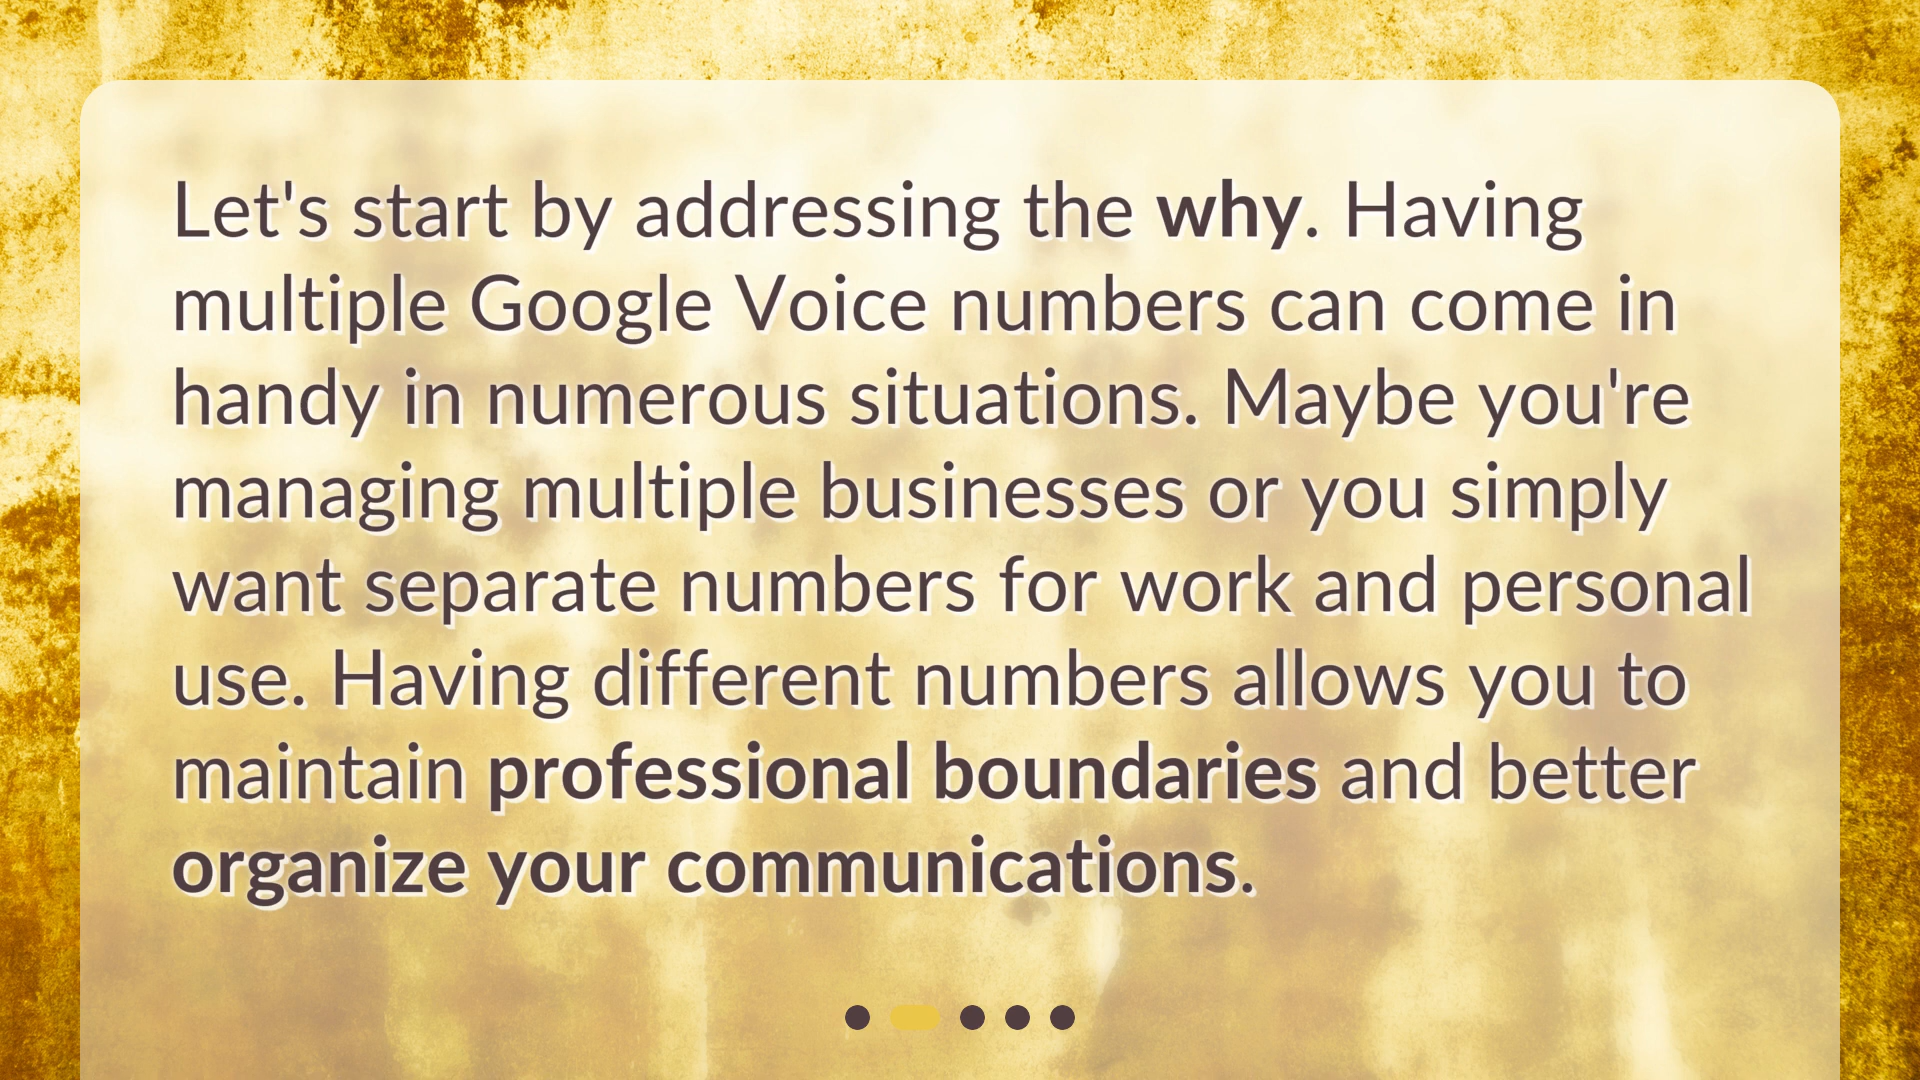 Let's start by addressing the why. Having
multiple Google Voice numbers can come in
handy in numerous situations. Maybe you're
managing multiple businesses or you simply
want separate numbers for work and personal
use. Having different numbers allows you to
maintain professional boundaries and better
organize your communications.